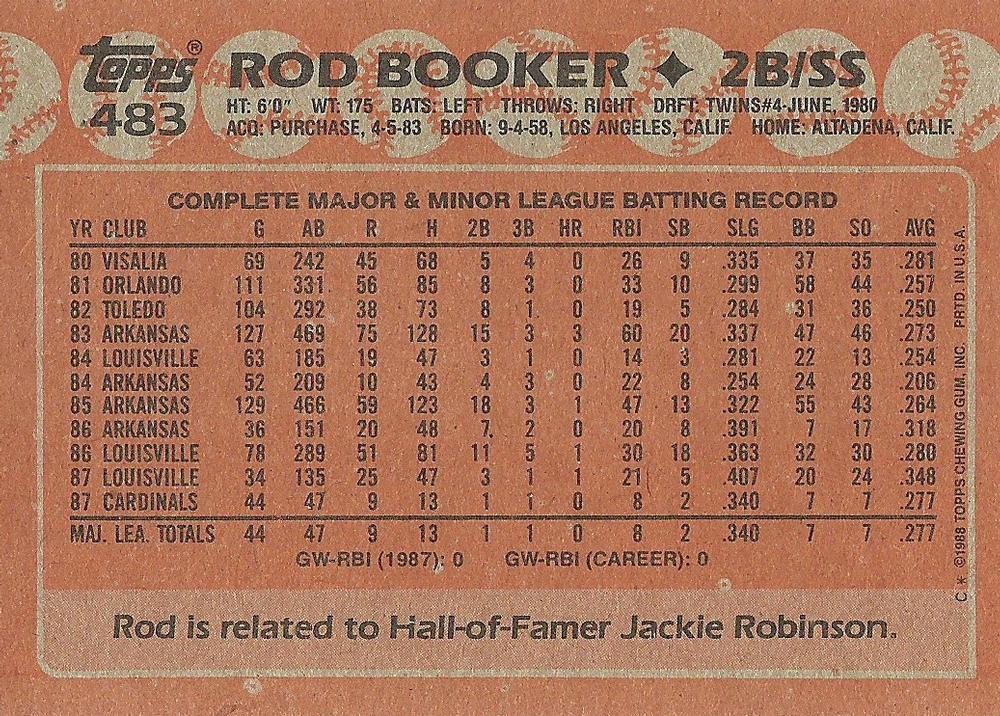 topps® ROD BOOKER ✦ 2B/SS
483 HT: 6'0" WT: 175 BATS: LEFT THROWS: RIGHT DRFT: TWINS#4-JUNE, 1980
ACQ: PURCHASE, 4-5-83 BORN: 9-4-58, LOS ANGELES, CALIF. HOME: ALTADENA, CALIF.
COMPLETE MAJOR & MINOR LEAGUE BATTING RECORD
YR CLUB G AB R H 2B 3B HR RBI SB SLG BB SO AVG
80 VISALIA 69 242 45 68 5 4 0 26 9 .335 37 35 .281
81 ORLANDO 111 331 56 85 8 3 0 33 10 .299 58 44 .257
82 TOLEDO 104 292 38 73 8 1 0 19 5 .284 31 36 .250
83 ARKANSAS 127 469 75 128 15 3 3 60 20 .337 47 46 .273
84 LOUISVILLE 63 185 19 47 3 1 0 14 3 .281 22 13 .254
84 ARKANSAS 52 209 10 43 4 3 0 22 8 .254 24 28 .206
85 ARKANSAS 129 466 59 123 18 3 1 47 13 .322 55 43 .264
86 ARKANSAS 36 151 20 48 7 2 0 20 8 .391 7 17 .318
86 LOUISVILLE 78 289 51 81 11 5 1 30 18 .363 32 30 .280
87 LOUISVILLE 34 135 25 47 3 1 1 21 5 .407 20 24 .348
87 CARDINALS 44 47 9 13 1 1 0 8 2 .340 7 7 .277
MAJ. LEA. TOTALS 44 47 9 13 1 1 0 8 2 .340 7 7 .277
GW-RBI (1987): 0 GW-RBI (CAREER): 0
Rod is related to Hall-of-Famer Jackie Robinson.
C * ©1988 TOPPS CHEWING GUM, INC. PRTD. IN U.S.A.